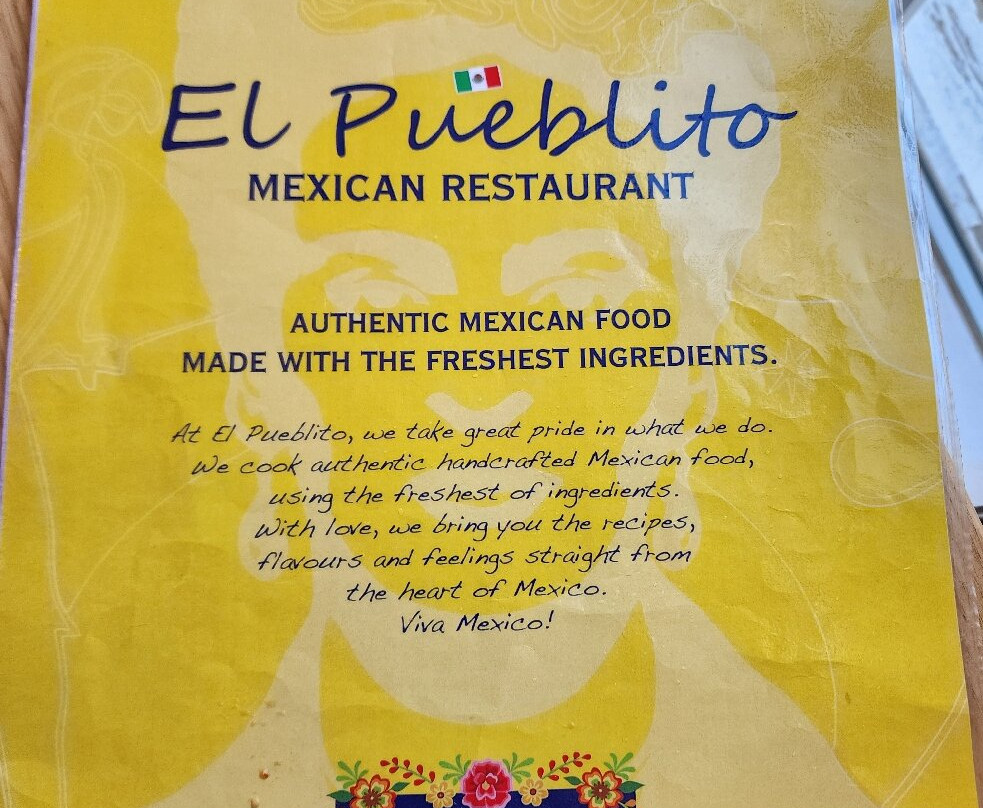 El Pueblito
MEXICAN RESTAURANT
AUTHENTIC MEXICAN FOOD
MADE WITH THE FRESHEST INGREDIENTS.
At El Pueblito, we take great pride in what we do.
We cook authentic handcrafted Mexican food,
using the freshest of ingredients.
With love, we bring you the recipes,
flavours and feelings straight from
the heart of Mexico.
Viva Mexico!